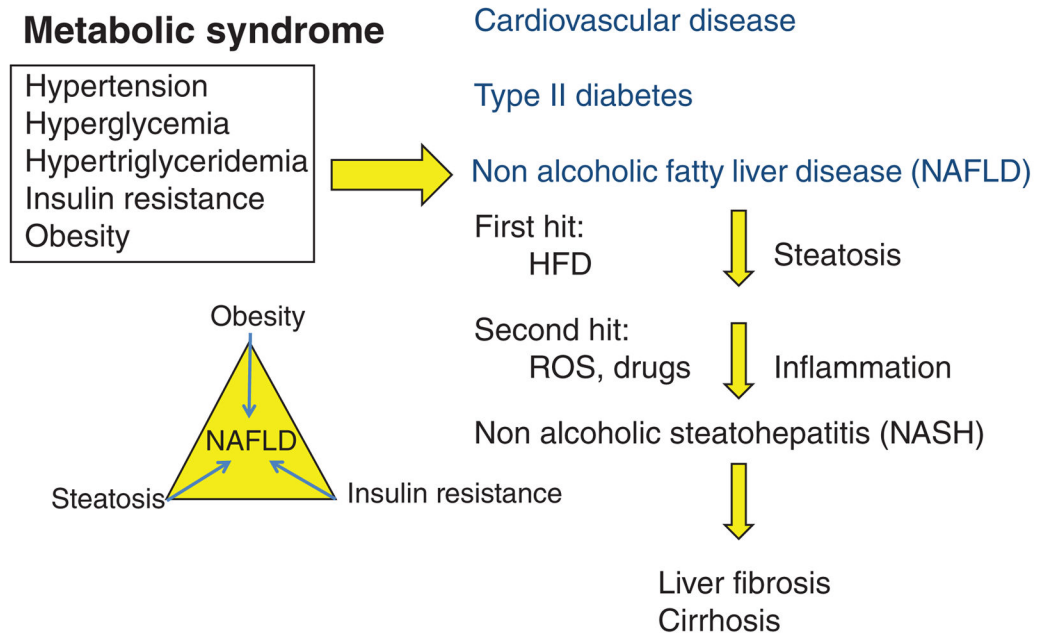 Metabolic syndrome
Hypertension
Hyperglycemia
Hypertriglyceridemia
Insulin resistance
Obesity
Cardiovascular disease
Type II diabetes
Non alcoholic fatty liver disease (NAFLD)
First hit:
HFD
Steatosis
Second hit:
ROS, drugs
Inflammation
Non alcoholic steatohepatitis (NASH)
Liver fibrosis
Cirrhosis
Obesity
NAFLD
Steatosis
Insulin resistance